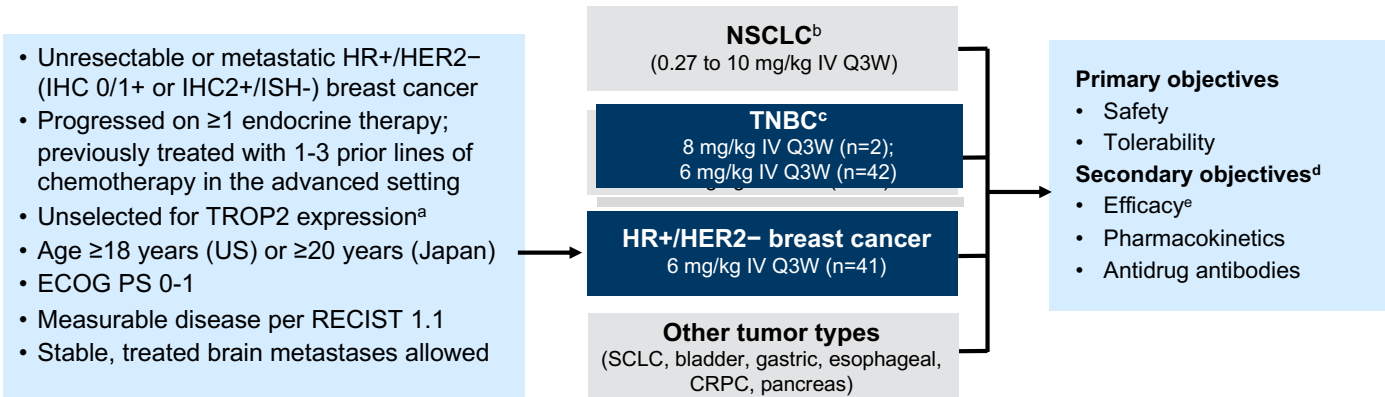 • Unresectable or metastatic HR+/HER2−
(IHC 0/1+ or IHC2+/ISH-) breast cancer
• Progressed on ≥1 endocrine therapy;
previously treated with 1-3 prior lines of
chemotherapy in the advanced setting
• Unselected for TROP2 expressionᵃ
• Age ≥18 years (US) or ≥20 years (Japan)
• ECOG PS 0-1
• Measurable disease per RECIST 1.1
• Stable, treated brain metastases allowed
NSCLCᵇ
(0.27 to 10 mg/kg IV Q3W)
TNBCᶜ
8 mg/kg IV Q3W (n=2);
6 mg/kg IV Q3W (n=42)
HR+/HER2− breast cancer
6 mg/kg IV Q3W (n=41)
Other tumor types
(SCLC, bladder, gastric, esophageal,
CRPC, pancreas)
Primary objectives
• Safety
• Tolerability
Secondary objectivesᵈ
• Efficacyᵉ
• Pharmacokinetics
• Antidrug antibodies